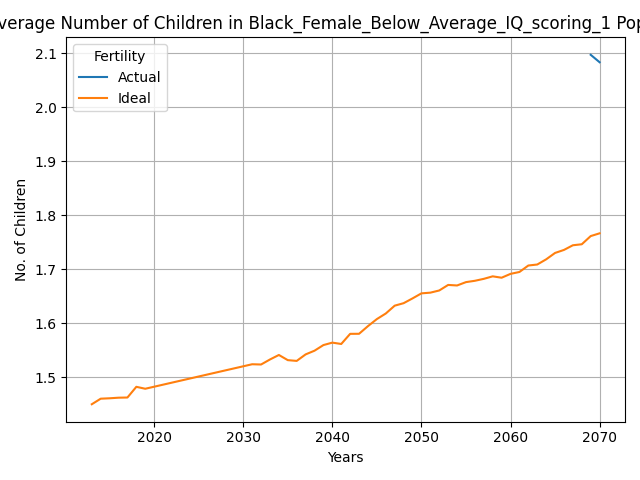 verage Number of Children in Black_Female_Below_Average_IQ_scoring_1 Pop
Fertility
Actual
Ideal
2.1
2.0
1.9
1.8
1.7
1.6
1.5
No. of Children
2020 2030 2040 2050 2060 2070
Years